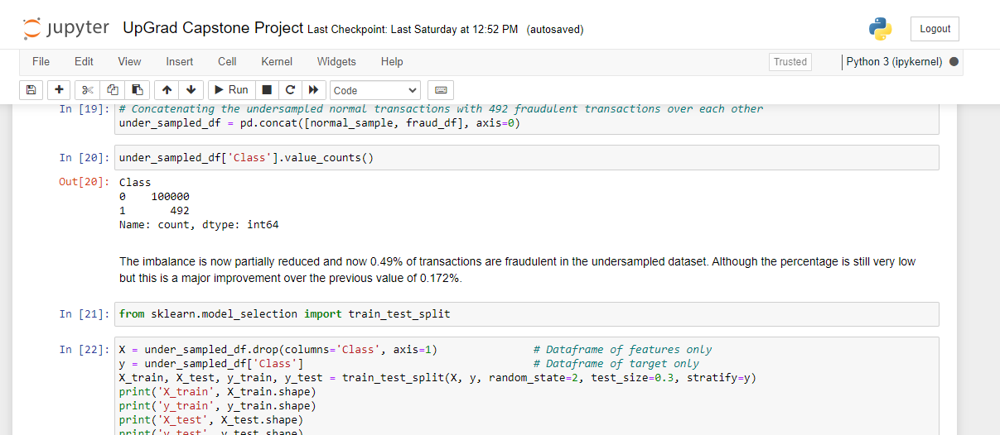 jupyter UpGrad Capstone Project Last Checkpoint: Last Saturday at 12:52 PM (autosaved)
Logout
File Edit View Insert Cell Kernel Widgets Help
Trusted
Python 3 (ipykernel)
Run
Code
In [19]: # Concatenating the undersampled normal transactions with 492 fraudulent transactions over each other
under_sampled_df = pd.concat([normal_sample, fraud_df], axis=0)
In [20]: under_sampled_df['Class'].value_counts()
Out[20]: Class
0    100000
1       492
Name: count, dtype: int64
The imbalance is now partially reduced and now 0.49% of transactions are fraudulent in the undersampled dataset. Although the percentage is still very low
but this is a major improvement over the previous value of 0.172%.
In [21]: from sklearn.model_selection import train_test_split
In [22]: X = under_sampled_df.drop(columns='Class', axis=1)               # Dataframe of features only
y = under_sampled_df['Class']                                    # Dataframe of target only
X_train, X_test, y_train, y_test = train_test_split(X, y, random_state=2, test_size=0.3, stratify=y)
print('X_train', X_train.shape)
print('y_train', y_train.shape)
print('X_test', X_test.shape)
print('y_test', y_test.shape)